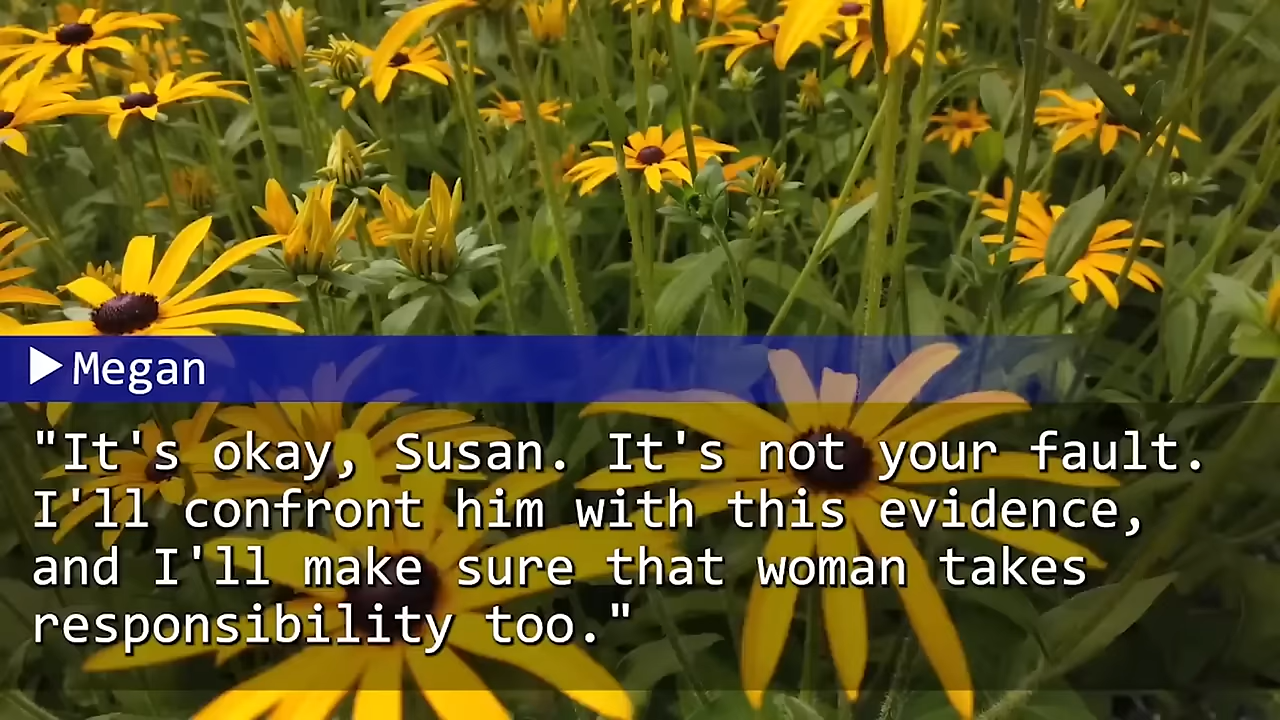 ▶Megan
"It's okay, Susan. It's not your fault.
I'll confront him with this evidence,
and I'll make sure that woman takes
responsibility too."